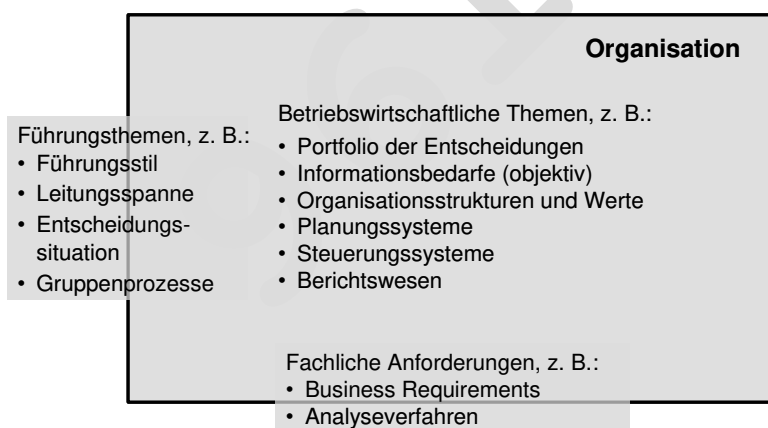 Organisation
Führungsthemen, z. B.:
• Führungsstil
• Leitungsspanne
• Entscheidungs-
situation
• Gruppenprozesse
Betriebswirtschaftliche Themen, z. B.:
• Portfolio der Entscheidungen
• Informationsbedarfe (objektiv)
• Organisationsstrukturen und Werte
• Planungssysteme
• Steuerungssysteme
• Berichtswesen
Fachliche Anforderungen, z. B.:
• Business Requirements
• Analyseverfahren